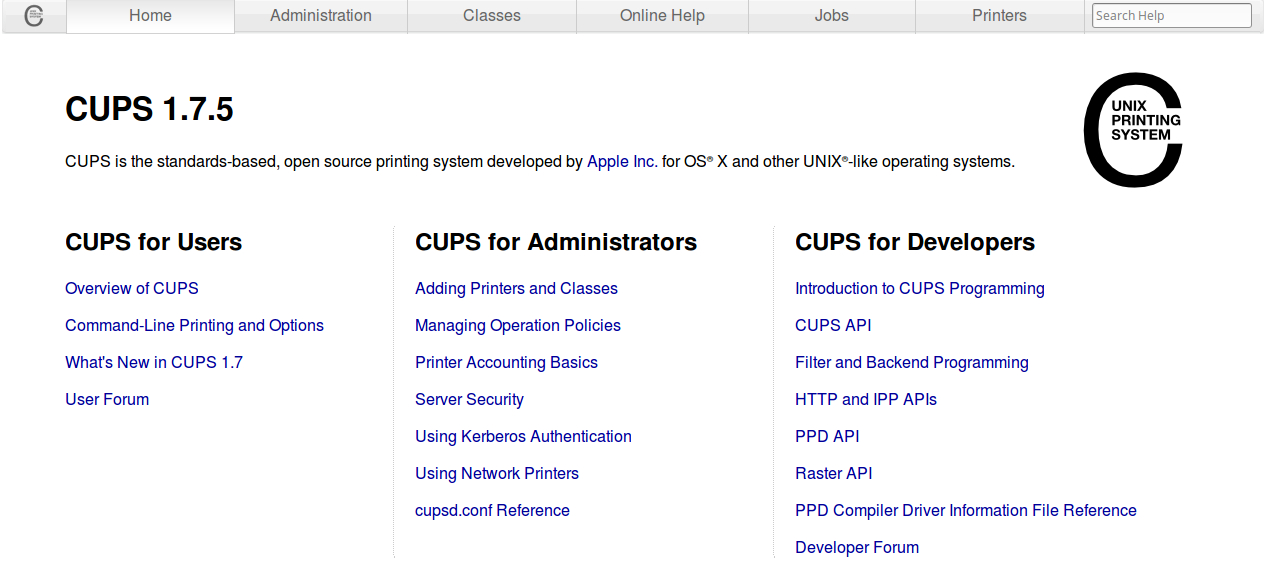 Home
Administration
Classes
Online Help
Jobs
Printers
Search Help
CUPS 1.7.5
UNIX
PRINTING
SYSTEM
CUPS is the standards-based, open source printing system developed by Apple Inc. for OS® X and other UNIX®-like operating systems.
CUPS for Users
Overview of CUPS
Command-Line Printing and Options
What's New in CUPS 1.7
User Forum
CUPS for Administrators
Adding Printers and Classes
Managing Operation Policies
Printer Accounting Basics
Server Security
Using Kerberos Authentication
Using Network Printers
cupsd.conf Reference
CUPS for Developers
Introduction to CUPS Programming
CUPS API
Filter and Backend Programming
HTTP and IPP APIs
PPD API
Raster API
PPD Compiler Driver Information File Reference
Developer Forum